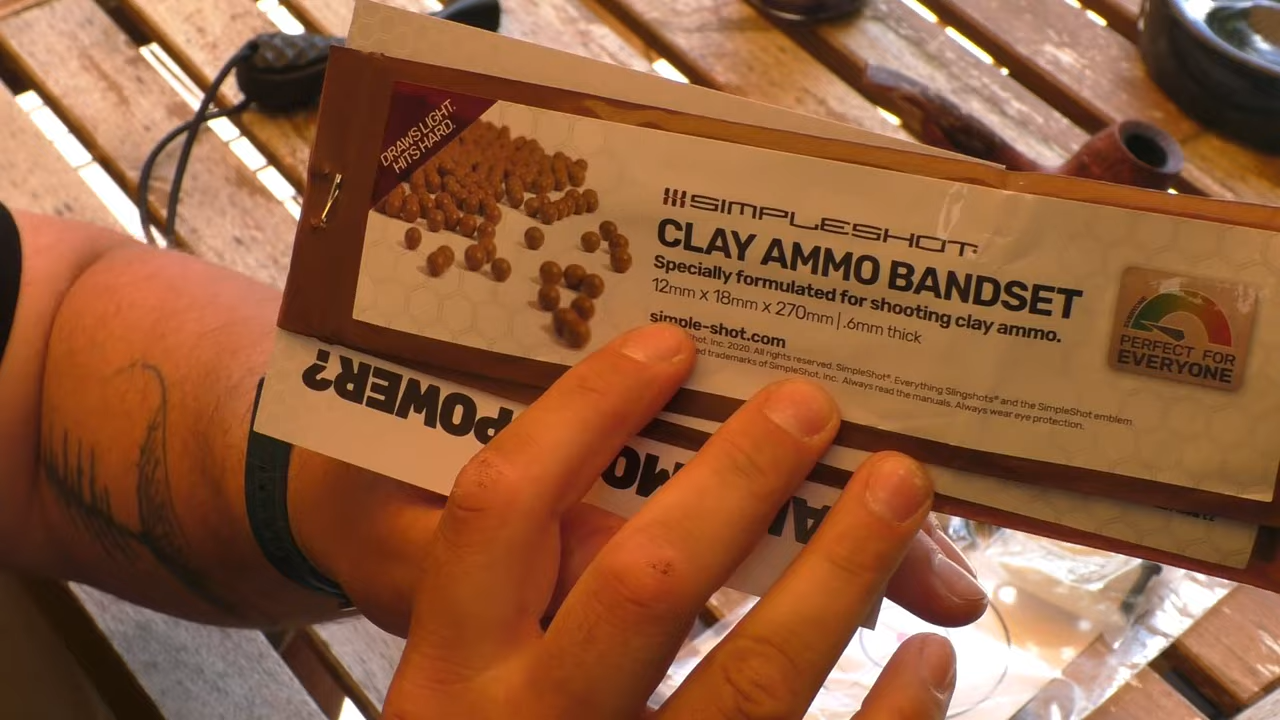 DRAWS LIGHT.
HITS HARD.
SIMPLESHOT.
CLAY AMMO BANDSET
Specially formulated for shooting clay ammo.
12mm x 18mm x 270mm | .6mm thick
simple-shot.com
Shot, Inc. 2020. All rights reserved. SimpleShot®. Everything Slingshots® and the SimpleShot emblem
trademarks of SimpleShot, Inc. Always read the manuals. Always wear eye protection.
PERFECT FOR
EVERYONE
POWER?